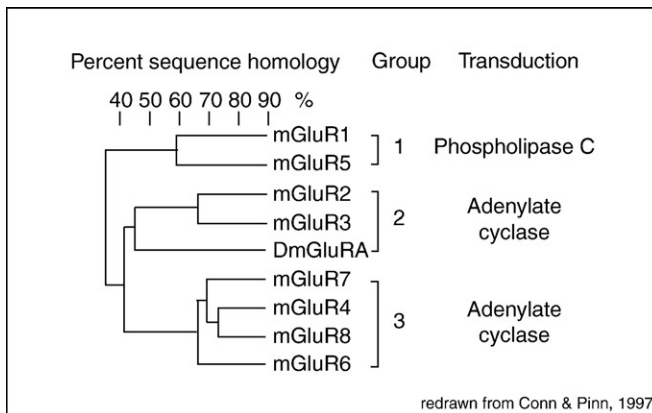 Percent sequence homology Group Transduction
40 50 60 70 80 90 %
mGluR1
mGluR5
1 Phospholipase C
mGluR2
mGluR3
DmGluRA
2 Adenylate
cyclase
mGluR7
mGluR4
mGluR8
mGluR6
3 Adenylate
cyclase
redrawn from Conn & Pinn, 1997